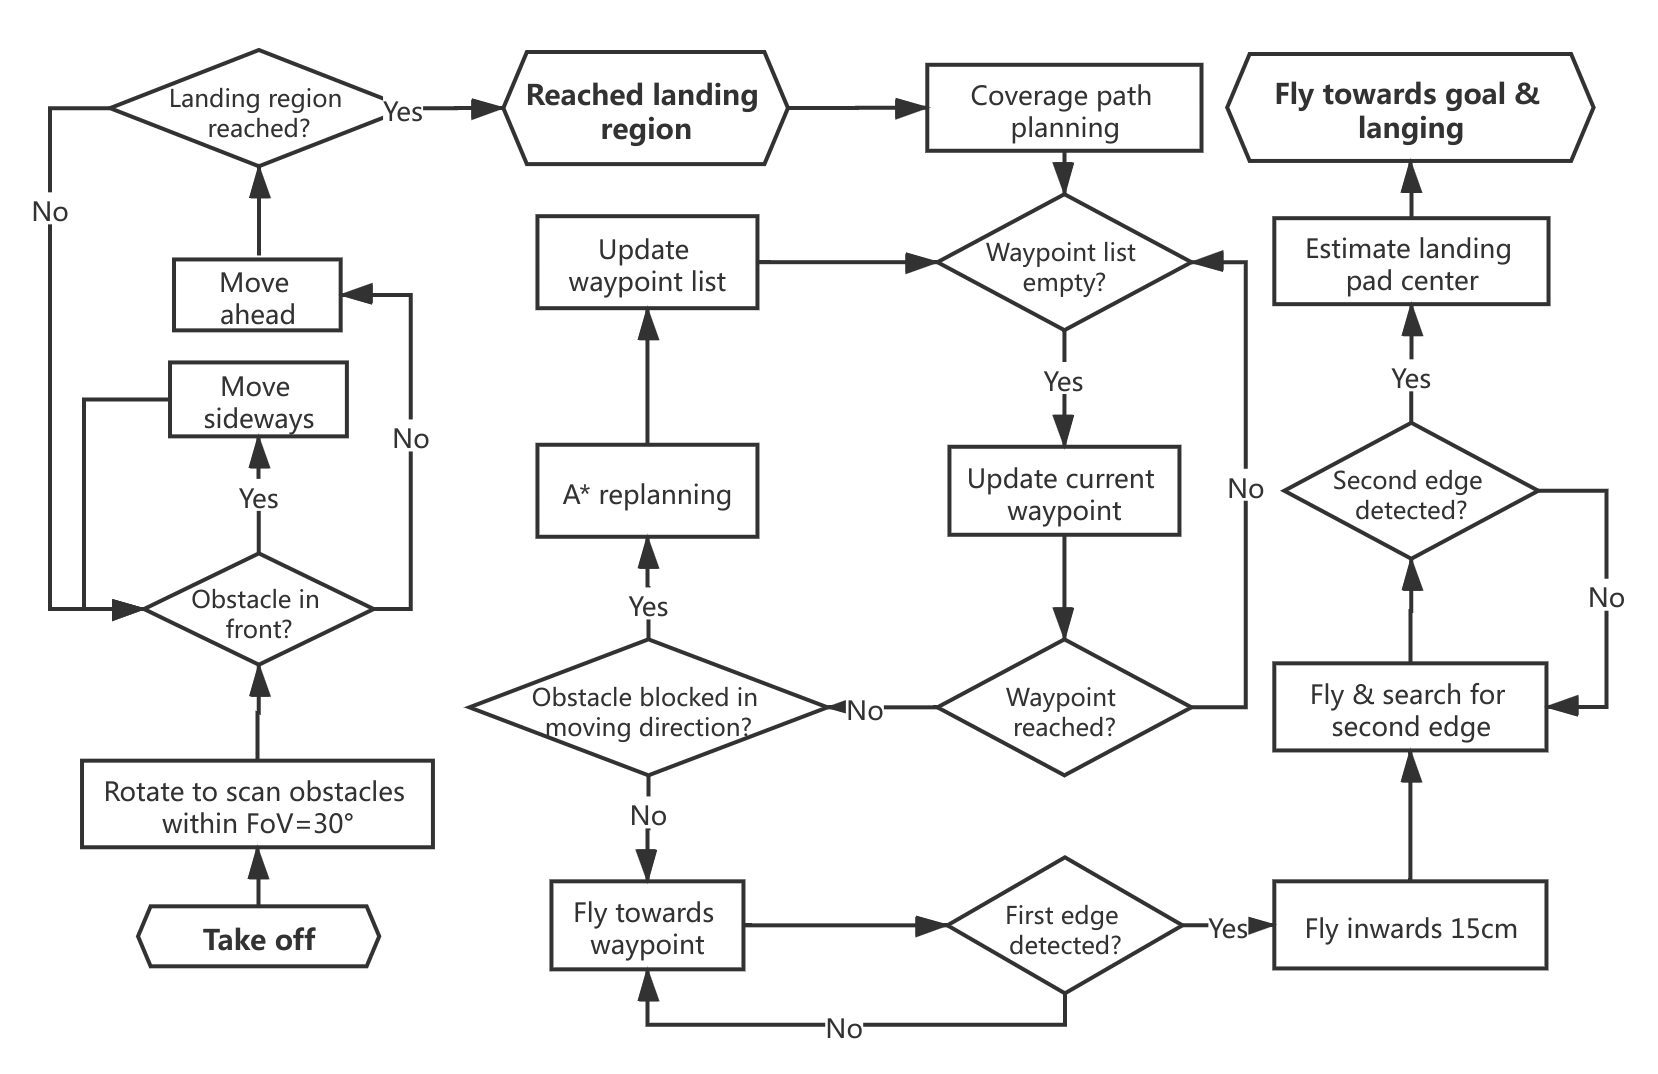 Landing region
reached?
Yes
No
Move
ahead
Move
sideways
No
Yes
Obstacle in
front?
Rotate to scan obstacles
within FoV=30°
Take off
Reached landing
region
Coverage path
planning
Update
waypoint list
Waypoint list
empty?
Yes
A* replanning
Update current
waypoint
No
Yes
Obstacle blocked in
moving direction?
No
Waypoint
reached?
No
Fly towards
waypoint
First edge
detected?
Yes
No
Fly towards goal &
langing
Estimate landing
pad center
Yes
Second edge
detected?
No
Fly & search for
second edge
Fly inwards 15cm